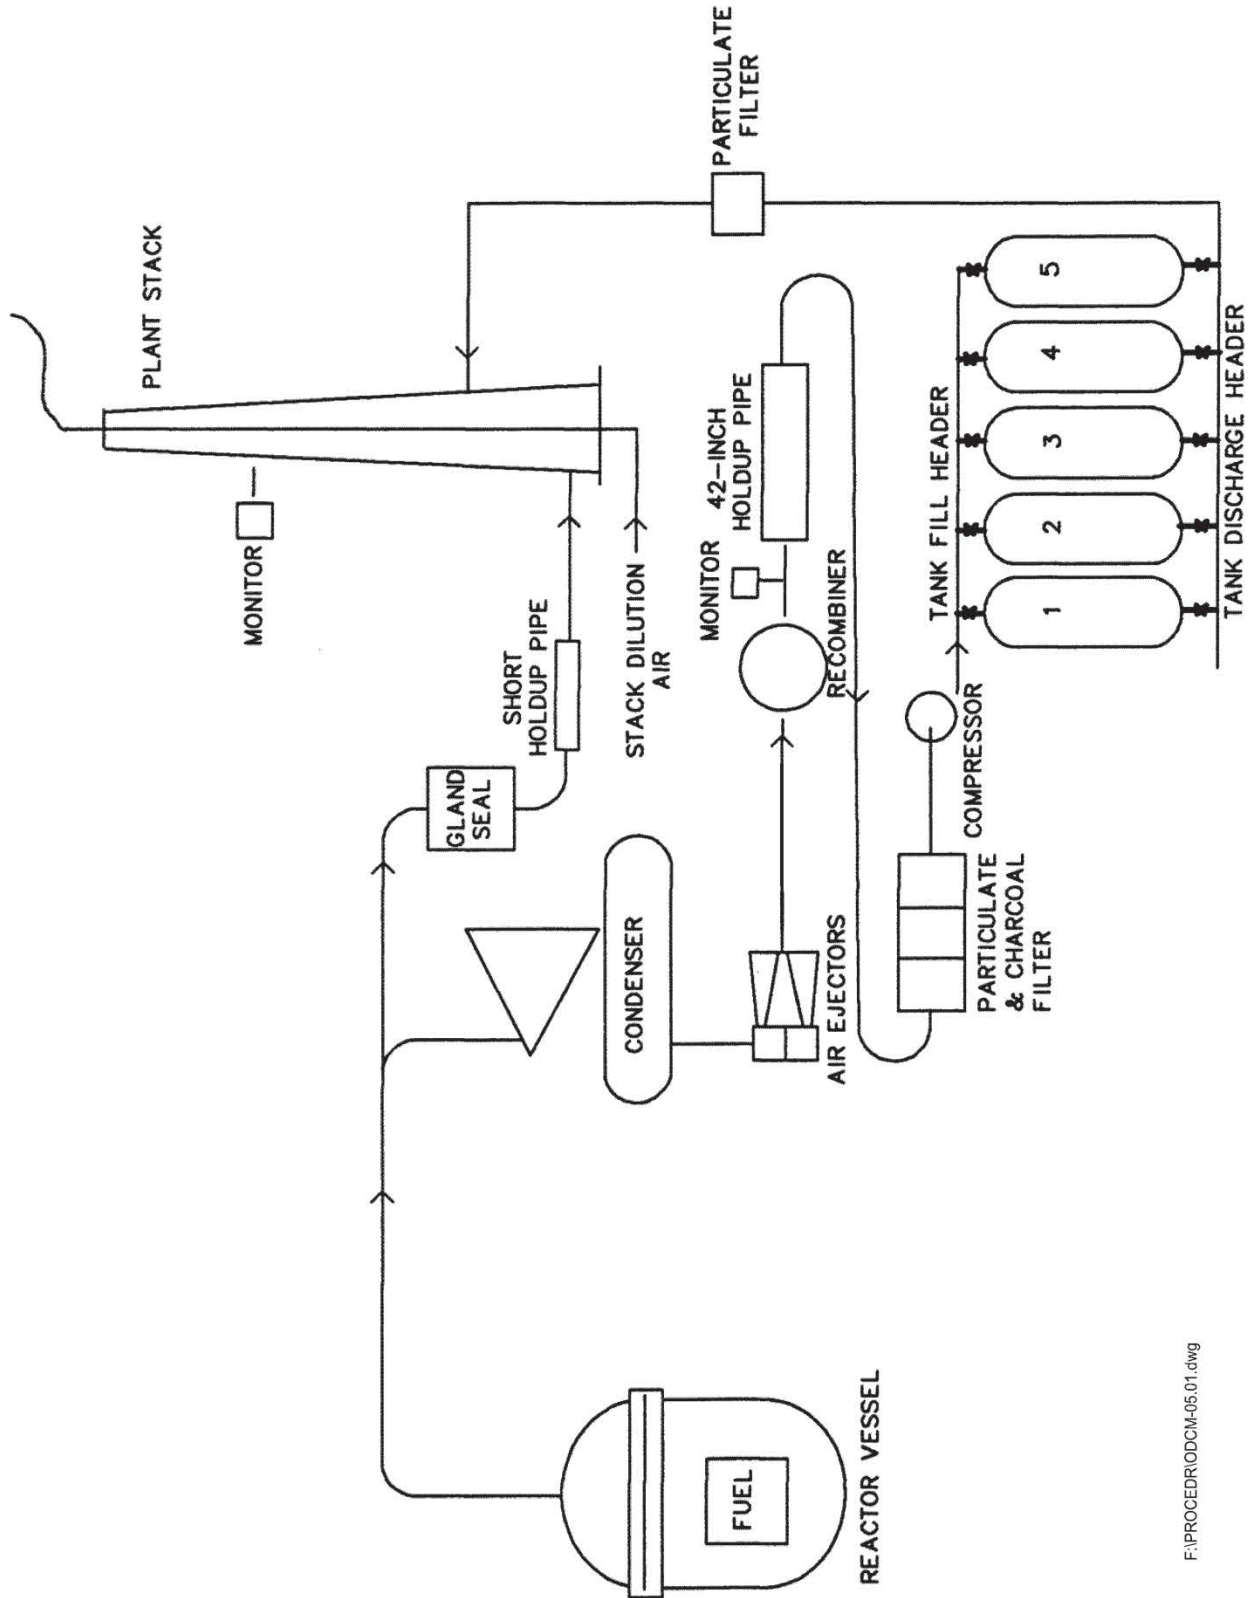 PLANT STACK
MONITOR
SHORT
HOLDUP PIPE
STACK DILUTION
AIR
GLAND
SEAL
PARTICULATE
FILTER
MONITOR
42-INCH
HOLDUP PIPE
RECOMBINER
CONDENSER
AIR EJECTORS
TANK FILL HEADER
1
2
3
4
5
TANK DISCHARGE HEADER
COMPRESSOR
PARTICULATE
& CHARCOAL
FILTER
FUEL
REACTOR VESSEL
F:\PROCEDR\ODCM-05.01.dwg